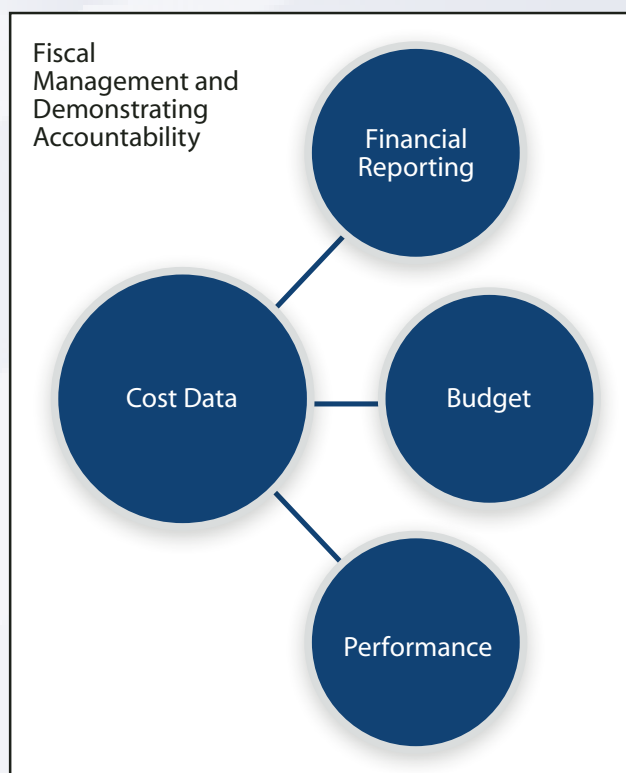 Fiscal
Management and
Demonstrating
Accountability
Financial
Reporting
Cost Data
Budget
Performance